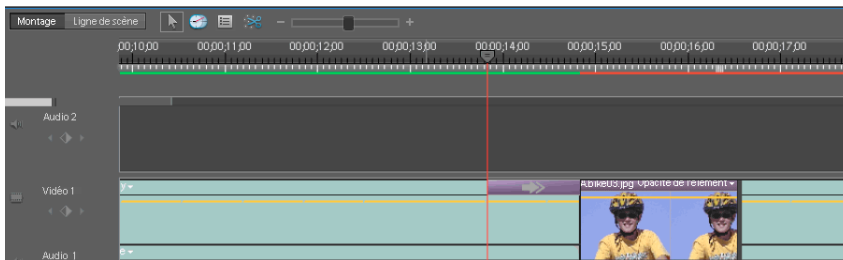 Montage Ligne de scène
00;10;00 00;00;11;00 00;00;12;00 00;00;13;00 00;00;14;00 00;00;15;00 00;00;16;00 00;00;17;00
Audio 2
Vidéo 1
y
A.bike03.jpg Opacité de l'élément
Audio 1
e